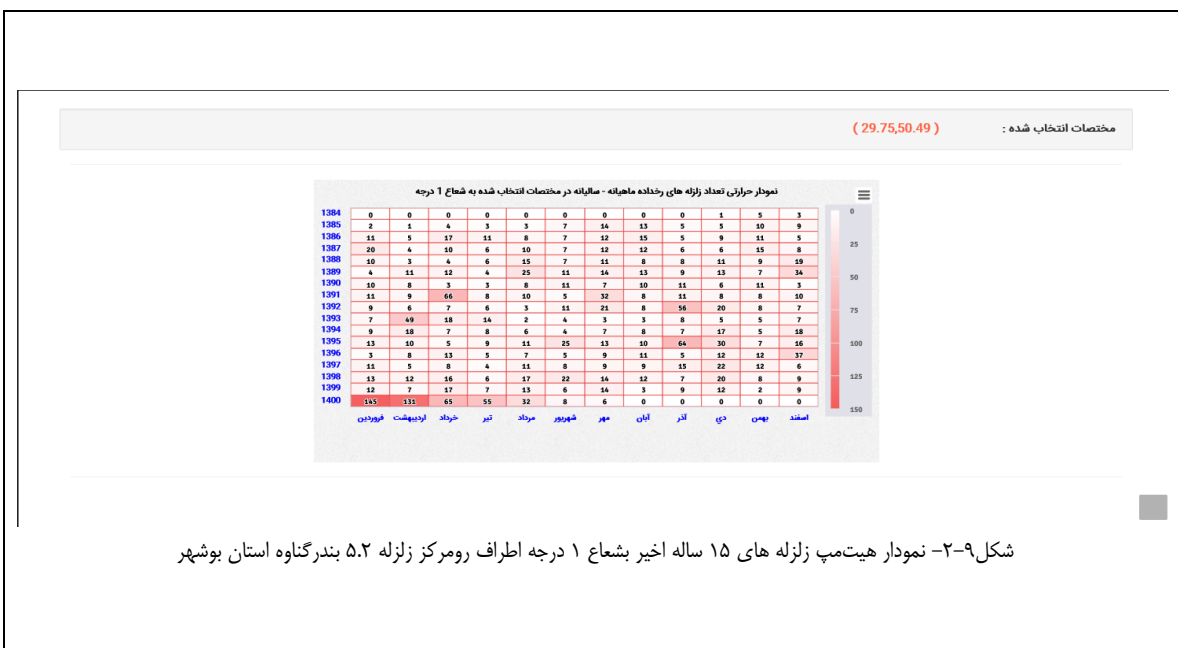 مختصات انتخاب شده : ( 29.75,50.49 )
نمودار حرارتی تعداد زلزله های رخداده ماهیانه - سالیانه در مختصات انتخاب شده به شعاع 1 درجه
1384 0 0 0 0 0 0 0 0 0 1 5 3
1385 2 1 4 3 3 7 14 13 5 5 10 9
1386 11 5 17 11 8 7 12 15 5 9 11 5
1387 20 4 10 6 10 7 12 12 6 6 15 8
1388 10 3 4 6 15 7 11 8 8 11 9 19
1389 4 11 12 4 25 11 14 13 9 13 7 34
1390 10 8 3 3 8 11 7 10 11 6 11 3
1391 11 9 66 8 10 5 32 8 11 8 8 10
1392 9 6 7 6 3 11 21 8 56 20 8 7
1393 7 49 18 14 2 4 3 3 8 5 5 7
1394 9 18 7 8 6 4 7 8 7 17 5 18
1395 13 10 5 9 11 25 13 10 64 30 7 16
1396 3 8 13 5 7 5 9 11 5 12 12 37
1397 11 5 8 4 11 8 9 9 15 22 12 6
1398 13 12 16 6 17 22 14 12 7 20 8 9
1399 12 7 17 7 13 6 14 3 9 12 2 9
1400 145 131 65 55 32 8 6 0 0 0 0 0
فروردین اردیبهشت خرداد تیر مرداد شهریور مهر آبان آذر دي بهمن اسفند
0
25
50
75
100
125
150
شکل۹-۲- نمودار هیت‌مپ زلزله های ۱۵ ساله اخیر بشعاع ۱ درجه اطراف رومرکز زلزله ۵.۲ بندرگناوه استان بوشهر